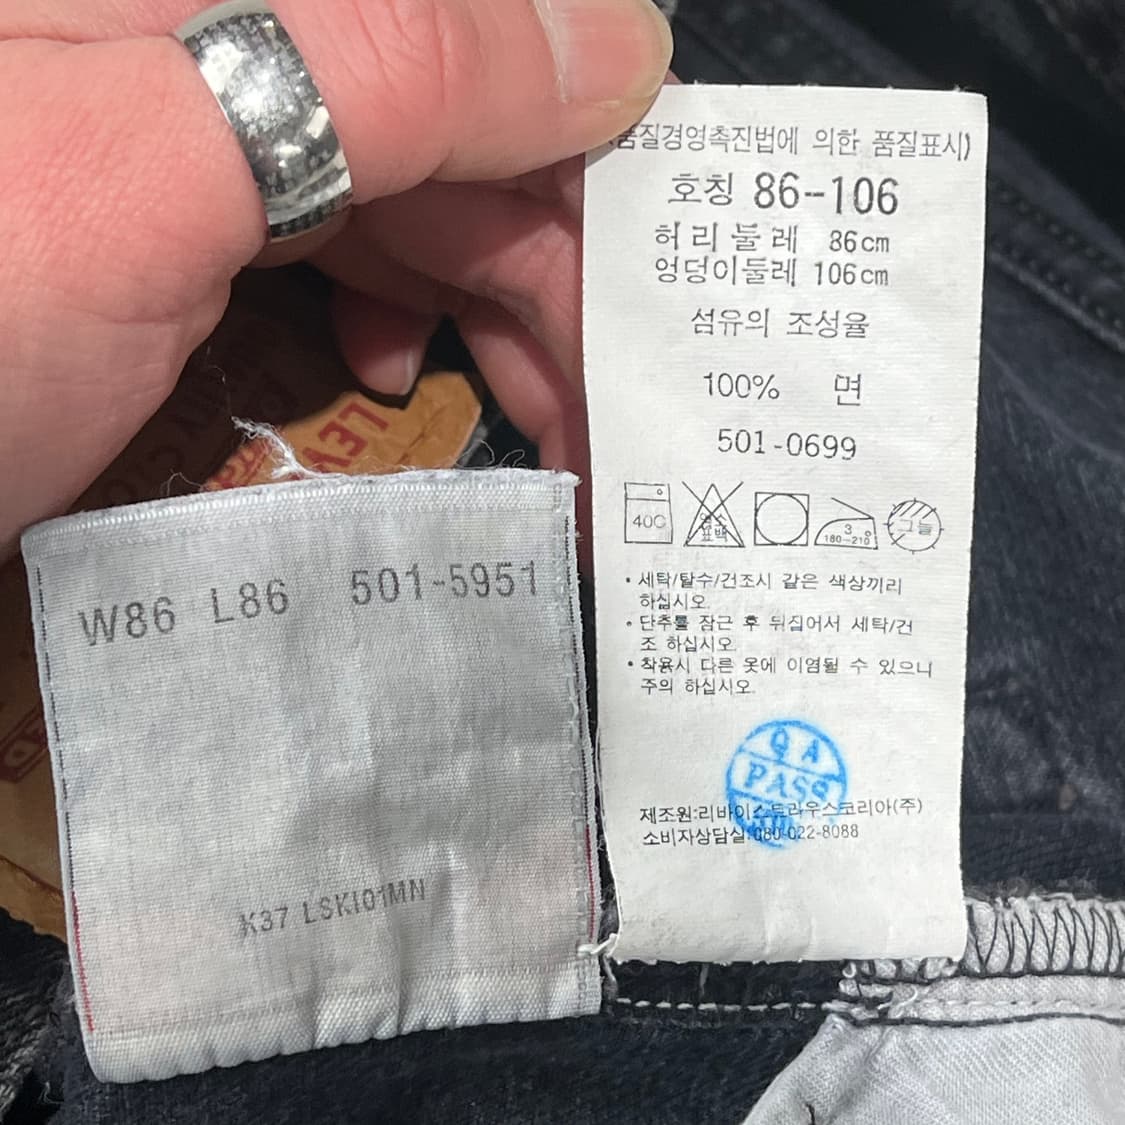 품질경영촉진법에 의한 품질표시)
호칭 86--106
허리둘레 86cm
엉덩이둘레 106cm
섬유의 조성율
100% 면
501-0699
40C
염소
표백
3
180~210
그늘
• 세탁/탈수/건조시 같은 색상끼리
하십시오.
• 단추를 잠근 후 뒤집어서 세탁/건
조 하십시오.
• 착용시 다른 옷에 이염될 수 있으니
주의 하십시오.
Q A
PASS
제조원:리바이스트라우스코리아(주)
소비자상담실:080-022-8088
W86 L86 501-5951
K37 LSKI01MN